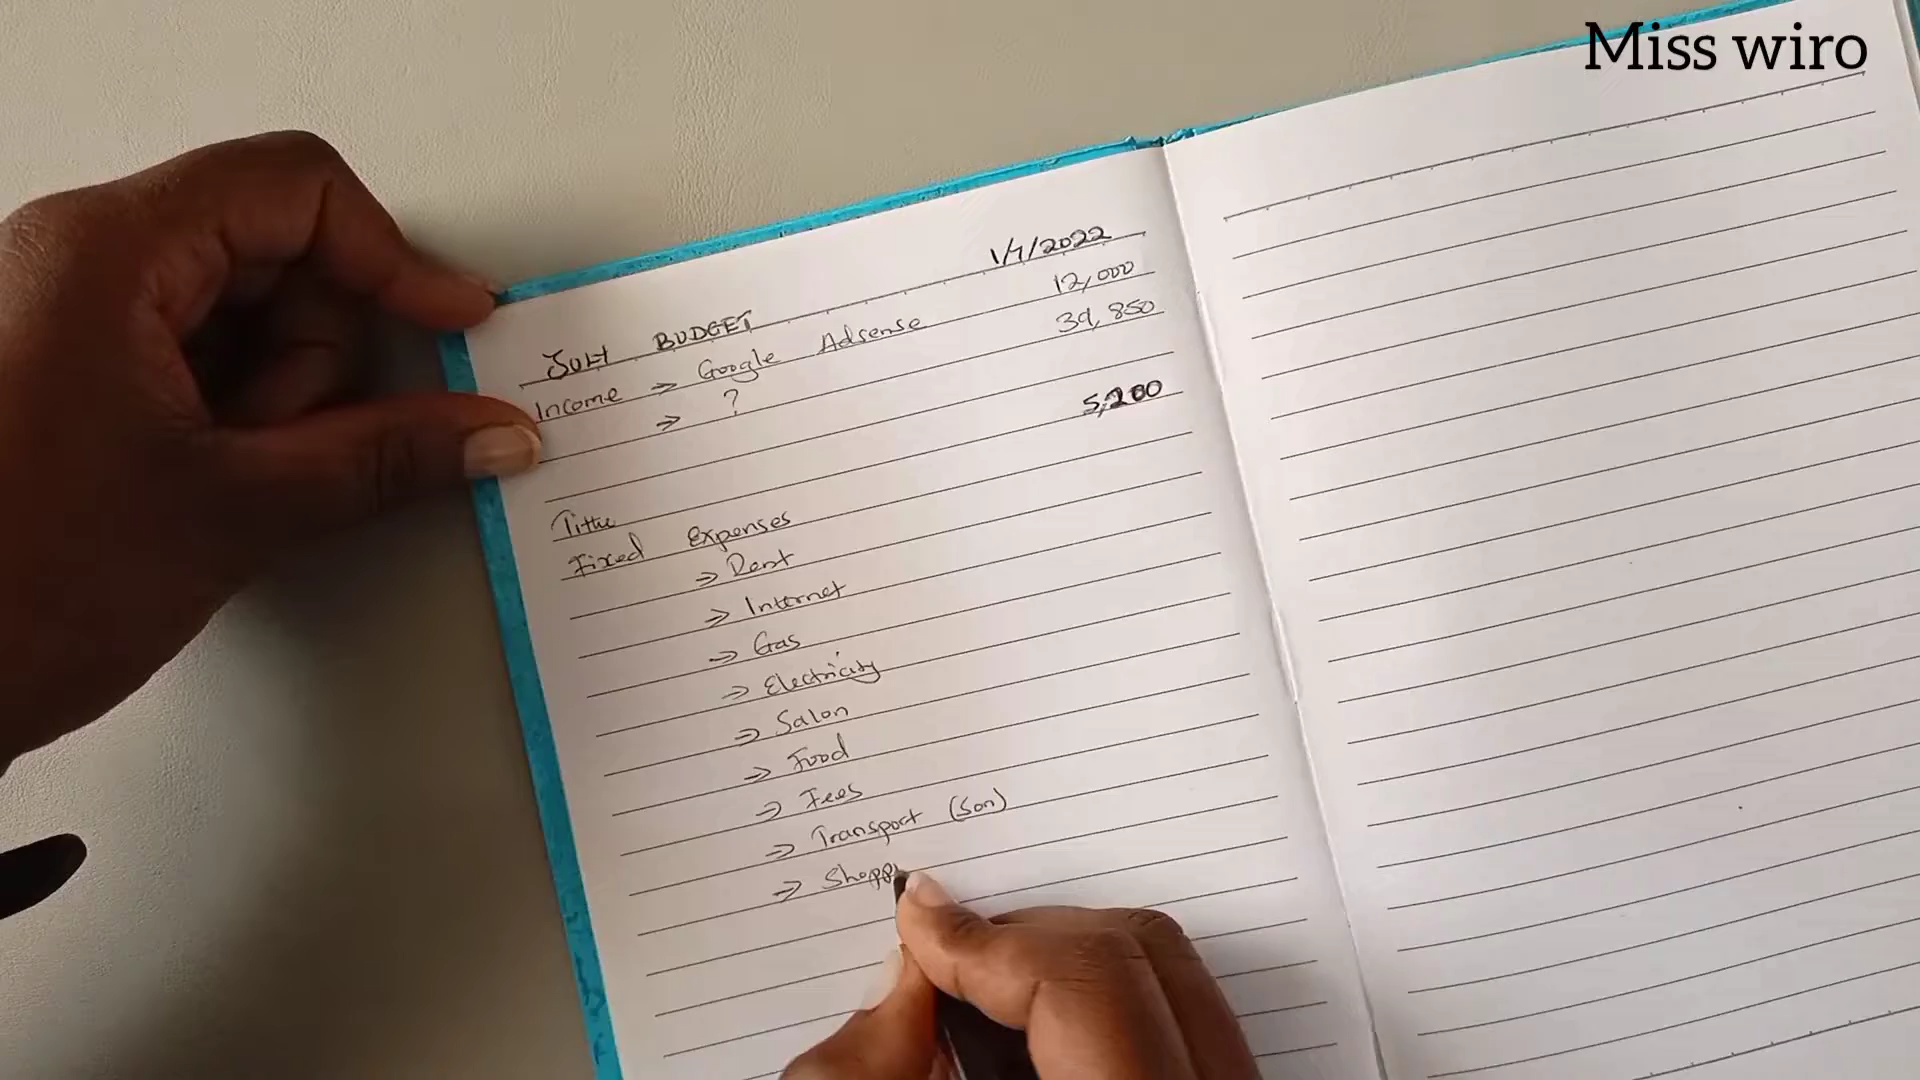 Miss wiro
1/7/2022
JULY BUDGET
Income → Google Adsense 12,000
→ ? 39,850
Tithe 5,200
Fixed Expenses
→ Rent
→ Internet
→ Gas
→ Electricity
→ Salon
→ Food
→ Fees
→ Transport (Son)
→ Shopp